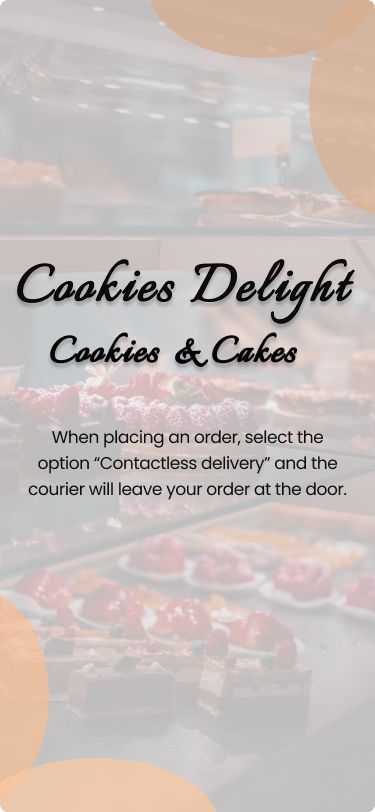 Cookies Delight
Cookies & Cakes
When placing an order, select the
option “Contactless delivery” and the
courier will leave your order at the door.